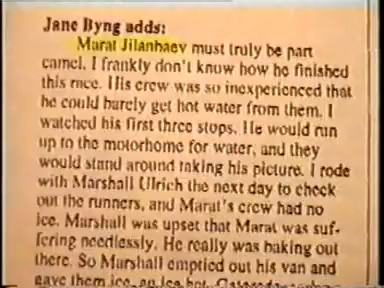 Jane Byng adds:
Marat Jilanbaev must truly be part
camel. I frankly don't know how he finished
this race. His crew was so inexperienced that
he could barely get hot water from them. I
watched his first three stops. He would run
up to the motorhome for water, and they
would stand around taking his picture. I rode
with Marshall Ulrich the next day to check
out the runners, and Marat's crew had no
ice. Marshall was upset that Marat was suf-
fering needlessly. He really was baking out
there. So Marshall emptied out his van and
gave them ice, an ice